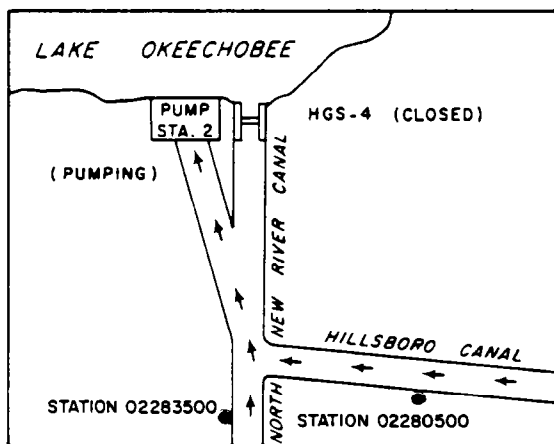 LAKE OKEECHOBEE
PUMP
STA. 2
HGS-4 (CLOSED)
(PUMPING)
NORTH NEW RIVER CANAL
HILLSBORO CANAL
STATION 02283500
STATION 02280500